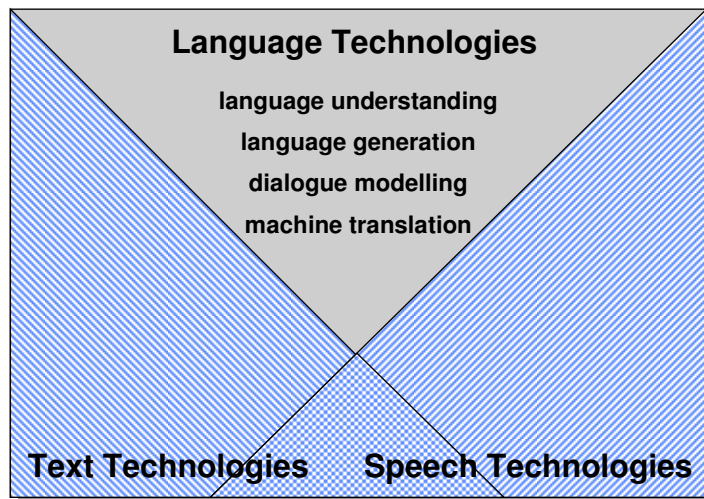 Language Technologies
language understanding
language generation
dialogue modelling
machine translation
Text Technologies
Speech Technologies